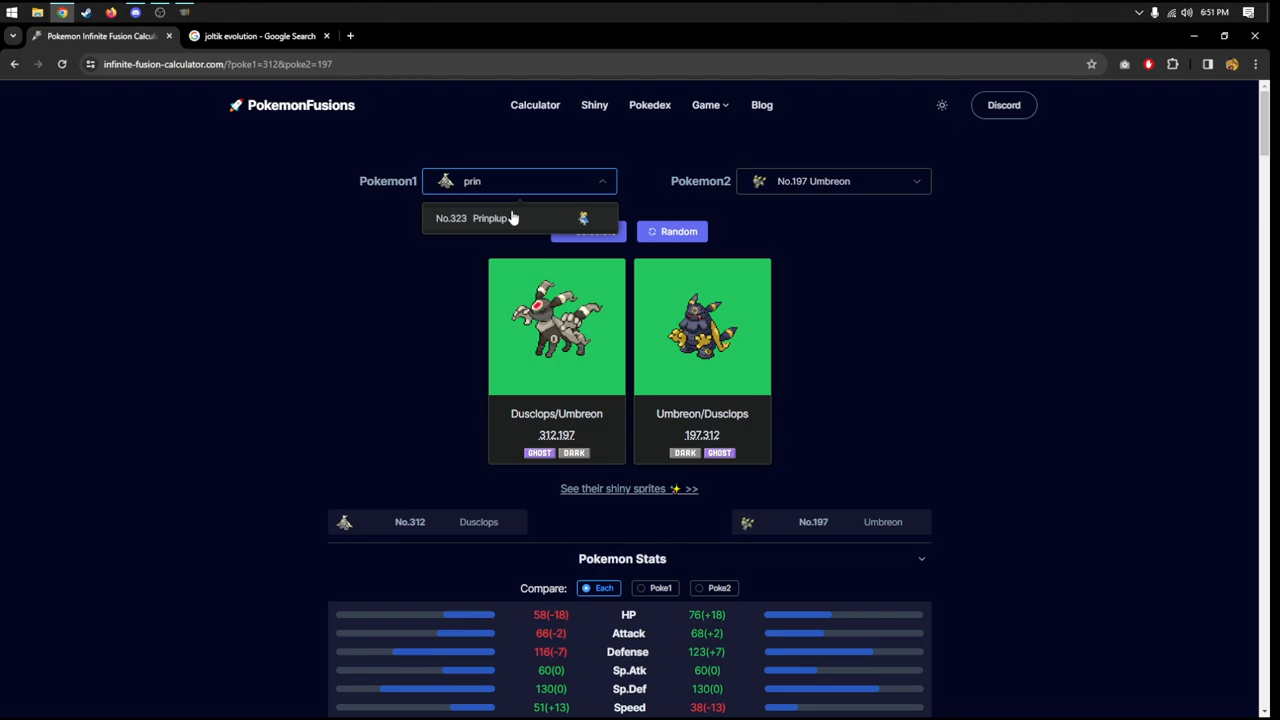 6:51 PM
Pokemon Infinite Fusion Calcula
joltik evolution - Google Search
infinite-fusion-calculator.com/?poke1=312&poke2=197
PokemonFusions
Calculator
Shiny
Pokedex
Game
Blog
Discord
Pokemon1
prin
Pokemon2
No.197 Umbreon
No.323 Prinplup
Random
Dusclops/Umbreon
312.197
GHOST DARK
Umbreon/Dusclops
197.312
DARK GHOST
See their shiny sprites ✨ >>
No.312 Dusclops
No.197 Umbreon
Pokemon Stats
Compare: Each Poke1 Poke2
58(-18) HP 76(+18)
66(-2) Attack 68(+2)
116(-7) Defense 123(+7)
60(0) Sp.Atk 60(0)
130(0) Sp.Def 130(0)
51(+13) Speed 38(-13)